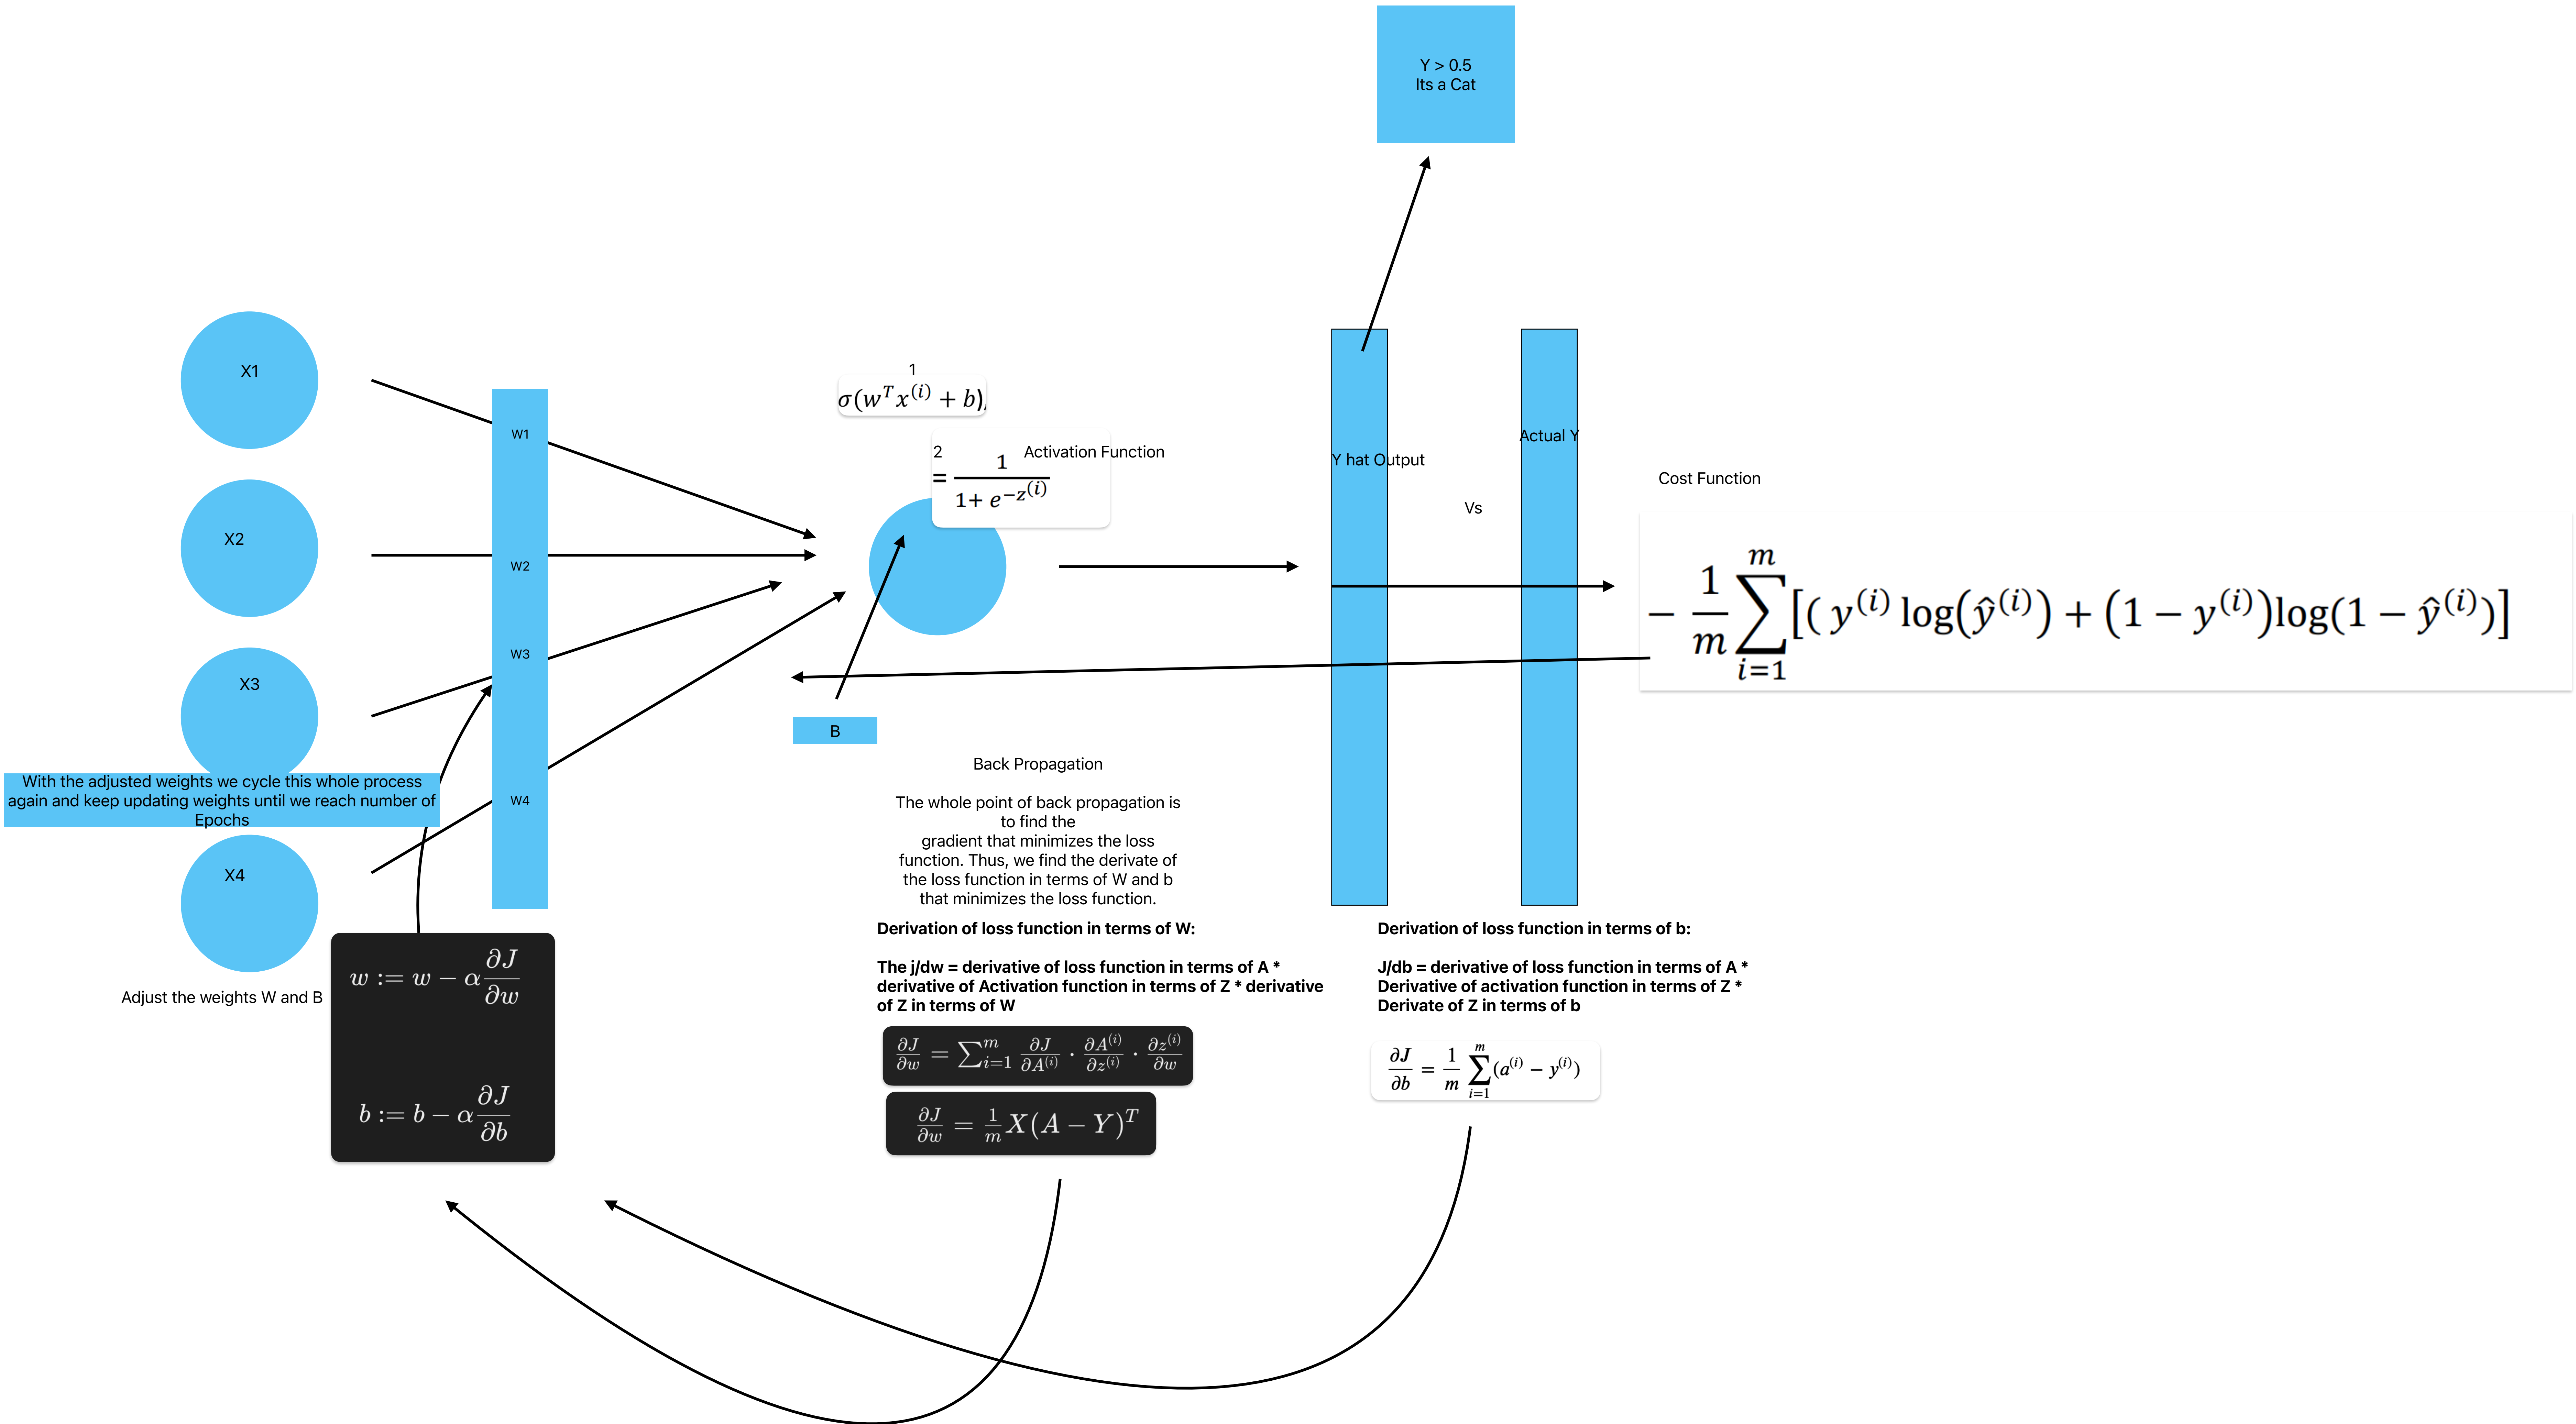 Y > 0.5
Its a Cat
X1
X2
X3
With the adjusted weights we cycle this whole process
again and keep updating weights until we reach number of
Epochs
X4
W1
W2
W3
W4
1
σ(wᵀx⁽ⁱ⁾ + b),
2
Activation Function
= 1 / (1 + e^(−z⁽ⁱ⁾))
B
Y hat Output
Vs
Actual Y
Cost Function
− 1/m ∑_{i=1}^{m} [( y⁽ⁱ⁾ log(ŷ⁽ⁱ⁾) + (1 − y⁽ⁱ⁾)log(1 − ŷ⁽ⁱ⁾)]
Back Propagation
The whole point of back propagation is
to find the
gradient that minimizes the loss
function. Thus, we find the derivate of
the loss function in terms of W and b
that minimizes the loss function.
Derivation of loss function in terms of W:
The j/dw = derivative of loss function in terms of A *
derivative of Activation function in terms of Z * derivative
of Z in terms of W
∂J/∂w = ∑_{i=1}^{m} ∂J/∂A⁽ⁱ⁾ · ∂A⁽ⁱ⁾/∂z⁽ⁱ⁾ · ∂z⁽ⁱ⁾/∂w
∂J/∂w = 1/m X(A − Y)ᵀ
Derivation of loss function in terms of b:
J/db = derivative of loss function in terms of A *
Derivative of activation function in terms of Z *
Derivate of Z in terms of b
∂J/∂b = 1/m ∑_{i=1}^{m} (a⁽ⁱ⁾ − y⁽ⁱ⁾)
Adjust the weights W and B
w := w − α ∂J/∂w
b := b − α ∂J/∂b